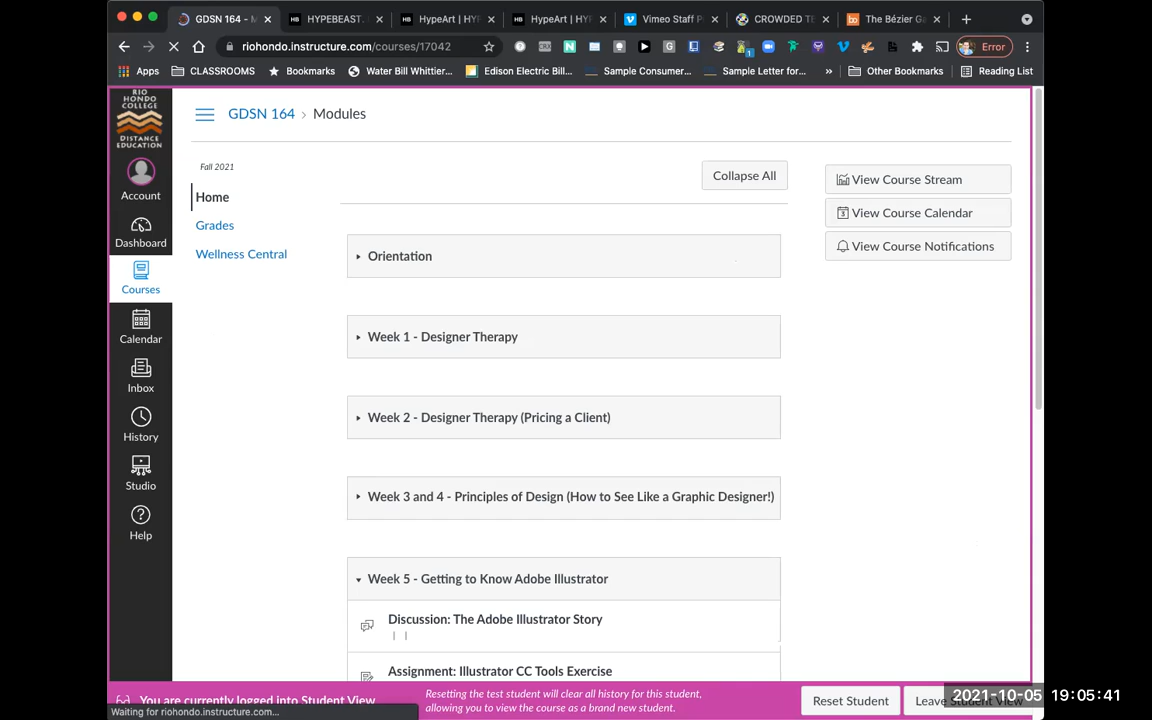 GDSN 164 - M
HYPEBEAST.
HypeArt | HY
HypeArt | HY
Vimeo Staff P
CROWDED TE
The Bézier Ga
riohondo.instructure.com/courses/17042
Error
Apps
CLASSROOMS
Bookmarks
Water Bill Whittier...
Edison Electric Bill...
Sample Consumer...
Sample Letter for...
»
Other Bookmarks
Reading List
RIO
HONDO
COLLEGE
DISTANCE
EDUCATION
Account
Dashboard
Courses
Calendar
Inbox
History
Studio
Help
GDSN 164 › Modules
Fall 2021
Home
Grades
Wellness Central
Collapse All
Orientation
Week 1 - Designer Therapy
Week 2 - Designer Therapy (Pricing a Client)
Week 3 and 4 - Principles of Design (How to See Like a Graphic Designer!)
Week 5 - Getting to Know Adobe Illustrator
Discussion: The Adobe Illustrator Story
| |
Assignment: Illustrator CC Tools Exercise
View Course Stream
View Course Calendar
View Course Notifications
You are currently logged into Student View
Resetting the test student will clear all history for this student,
allowing you to view the course as a brand new student.
Reset Student
Leave Student View
2021-10-05 19:05:41
Waiting for riohondo.instructure.com...